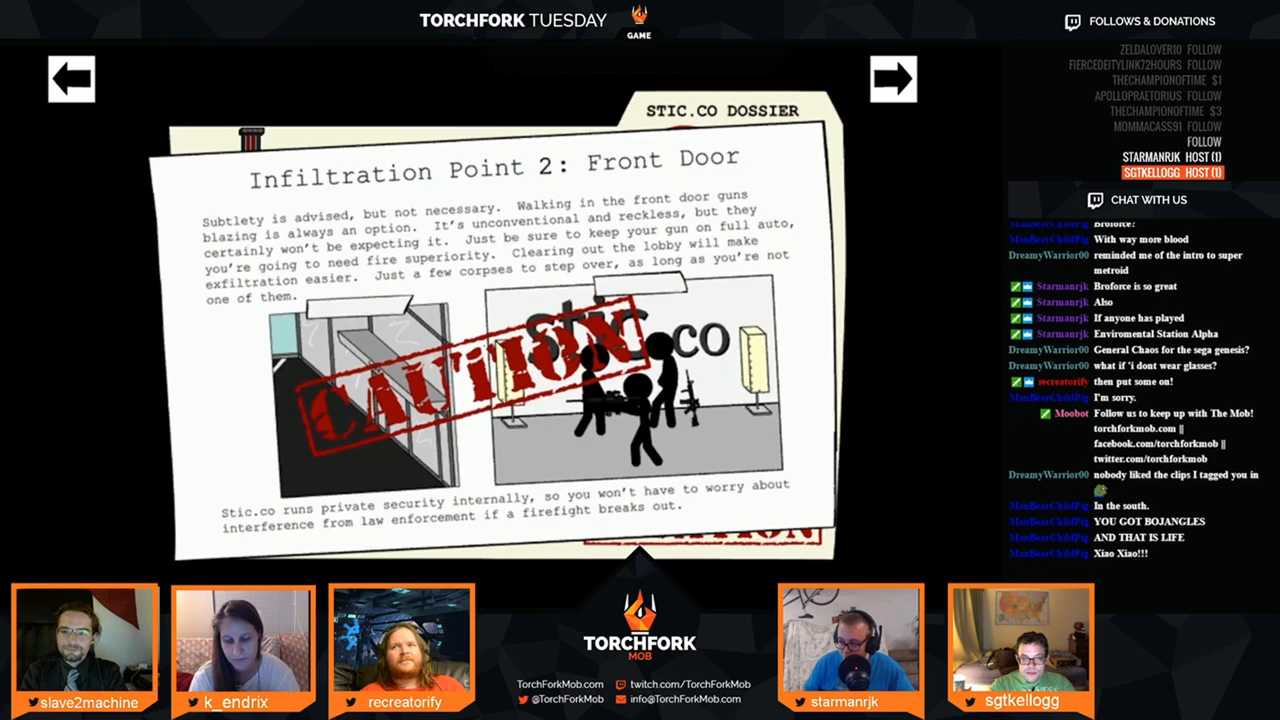 TORCHFORK TUESDAY
GAME
FOLLOWS & DONATIONS
ZELDALOVER10 FOLLOW
FIERCEDEITYLINK72HOURS FOLLOW
THECHAMPIONOFTIME $1
APOLLOPRAETORIUS FOLLOW
THECHAMPIONOFTIME $3
MOMMACASS91 FOLLOW
FOLLOW
STARMANRJK HOST (1)
SGTKELLOGG HOST (1)
CHAT WITH US
Broforce?
With way more blood
DreamyWarrior00 reminded me of the intro to super
metroid
Starmanrjk Broforce is so great
Starmanrjk Also
Starmanrjk If anyone has played
Starmanrjk Enviromental Station Alpha
DreamyWarrior00 General Chaos for the sega genesis?
DreamyWarrior00 what if 'i dont wear glasses?
recreatorify then put some on!
I'm sorry.
Moobot Follow us to keep up with The Mob!
torchforkmob.com ||
facebook.com/torchforkmob ||
twitter.com/torchforkmob
DreamyWarrior00 nobody liked the clips I tagged you in
In the south.
YOU GOT BOJANGLES
AND THAT IS LIFE
Xiao Xiao!!!
STIC.CO DOSSIER
Infiltration Point 2: Front Door
Subtlety is advised, but not necessary. Walking in the front door guns
blazing is always an option. It's unconventional and reckless, but they
certainly won't be expecting it. Just be sure to keep your gun on full auto,
you're going to need fire superiority. Clearing out the lobby will make
exfiltration easier. Just a few corpses to step over, as long as you're not
one of them.
Stic.co
CAUTION
Stic.co runs private security internally, so you won't have to worry about
interference from law enforcement if a firefight breaks out.
slave2machine
k_endrix
recreatorify
TORCHFORK
MOB
TorchForkMob.com twitch.com/TorchForkMob
@TorchForkMob info@TorchForkMob.com
starmanrjk
sgtkellogg